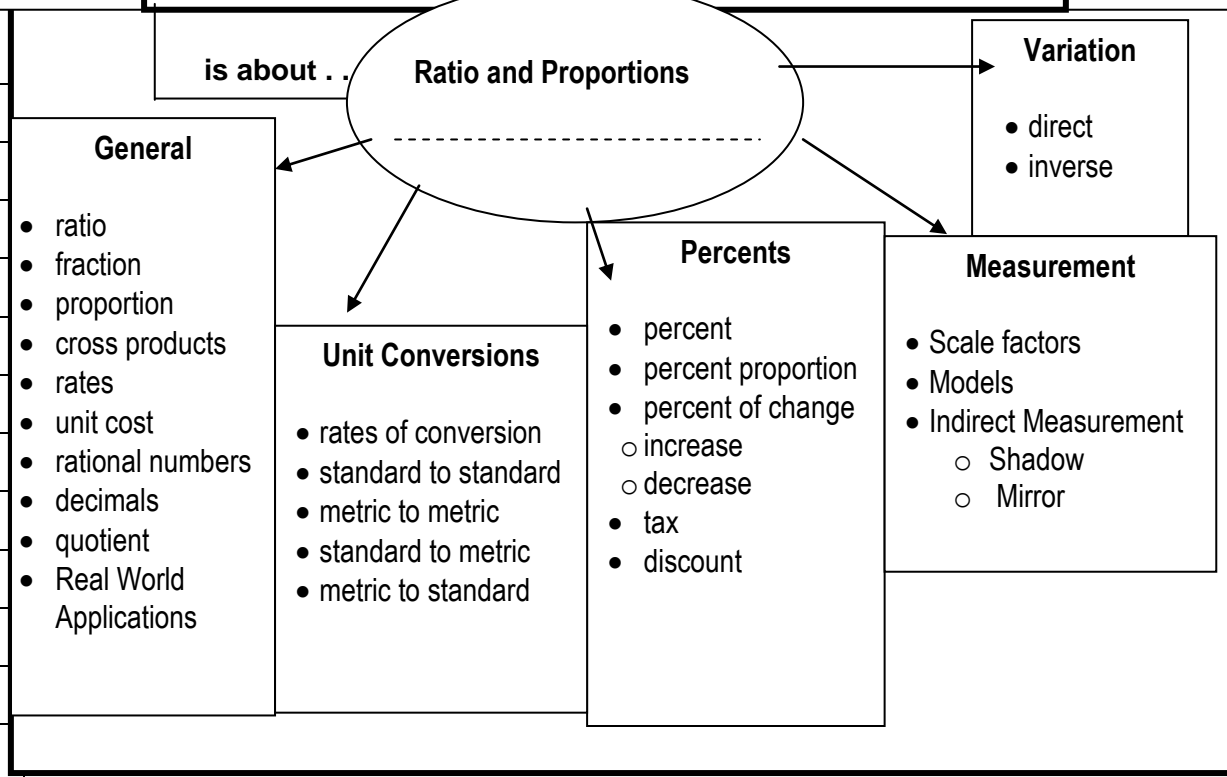 is about . .
Ratio and Proportions
General
• ratio
• fraction
• proportion
• cross products
• rates
• unit cost
• rational numbers
• decimals
• quotient
• Real World
Applications
Unit Conversions
• rates of conversion
• standard to standard
• metric to metric
• standard to metric
• metric to standard
Percents
• percent
• percent proportion
• percent of change
o increase
o decrease
• tax
• discount
Measurement
• Scale factors
• Models
• Indirect Measurement
o Shadow
o Mirror
Variation
• direct
• inverse